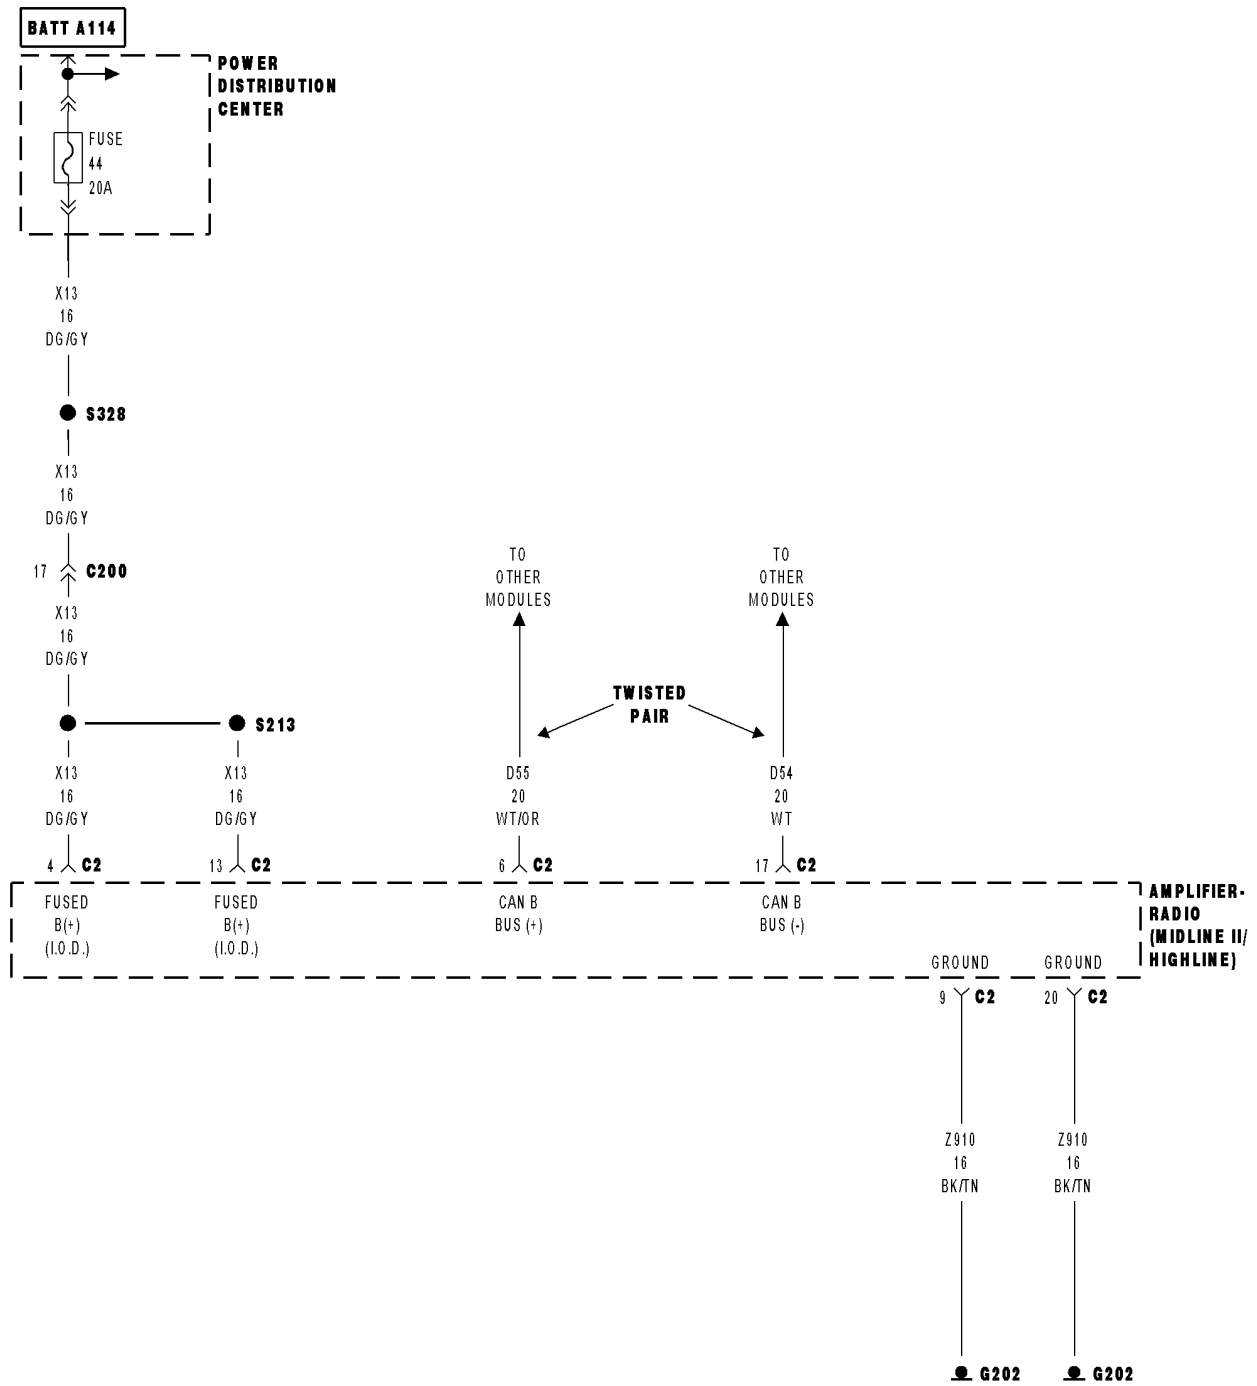 BATT A114
POWER
DISTRIBUTION
CENTER
FUSE
44
20A
X13
16
DG/GY
S328
X13
16
DG/GY
17 C200
X13
16
DG/GY
S213
X13
16
DG/GY
X13
16
DG/GY
TO
OTHER
MODULES
TO
OTHER
MODULES
TWISTED
PAIR
D55
20
WT/OR
D54
20
WT
4 C2
13 C2
6 C2
17 C2
FUSED
B(+)
(I.O.D.)
FUSED
B(+)
(I.O.D.)
CAN B
BUS (+)
CAN B
BUS (-)
AMPLIFIER-
RADIO
(MIDLINE II/
HIGHLINE)
GROUND
GROUND
9 C2
20 C2
Z910
16
BK/TN
Z910
16
BK/TN
G202
G202